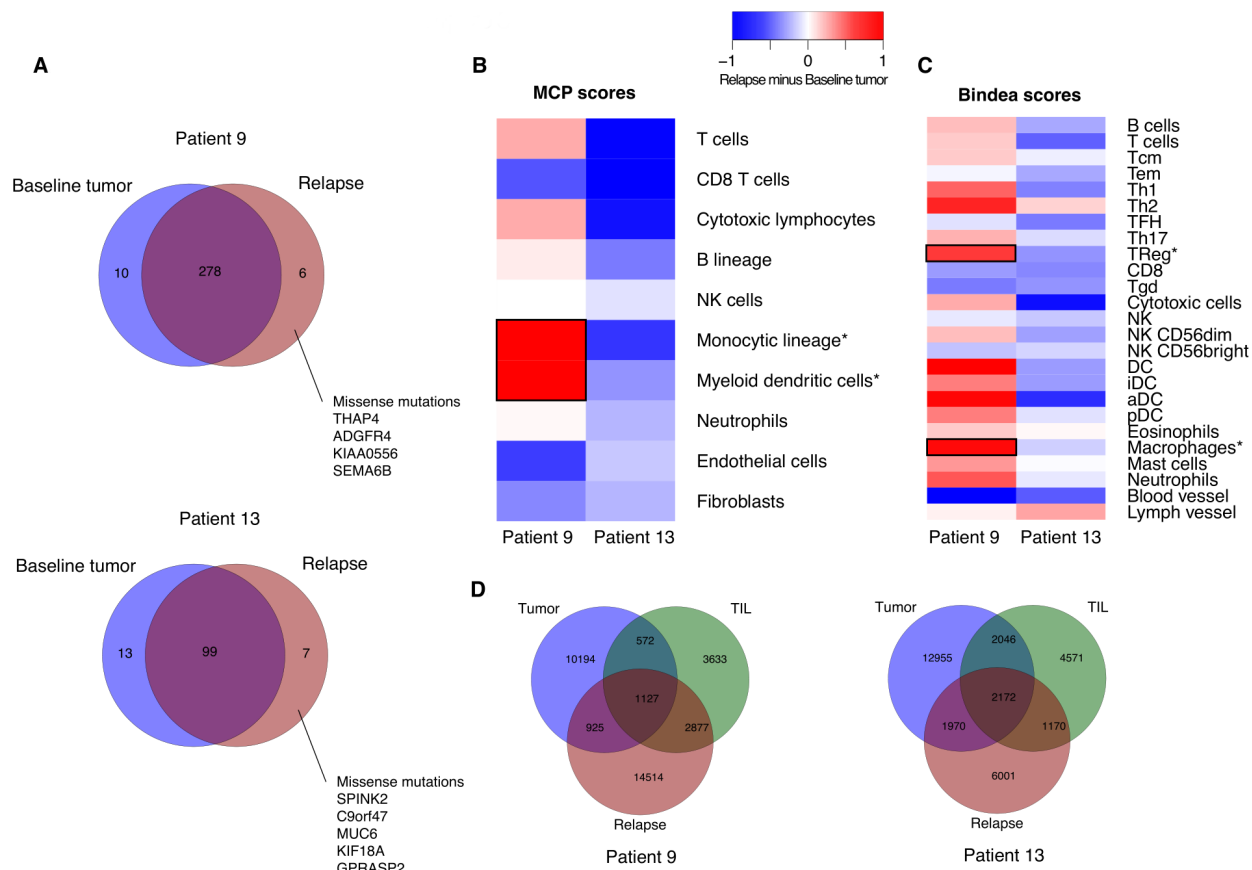 A
Patient 9
Baseline tumor
Relapse
10
278
6
Missense mutations
THAP4
ADGFR4
KIAA0556
SEMA6B
Patient 13
Baseline tumor
Relapse
13
99
7
Missense mutations
SPINK2
C9orf47
MUC6
KIF18A
GPRASP2
−1
0
1
Relapse minus Baseline tumor
B
MCP scores
T cells
CD8 T cells
Cytotoxic lymphocytes
B lineage
NK cells
Monocytic lineage*
Myeloid dendritic cells*
Neutrophils
Endothelial cells
Fibroblasts
Patient 9
Patient 13
C
Bindea scores
B cells
T cells
Tcm
Tem
Th1
Th2
TFH
Th17
TReg*
CD8
Tgd
Cytotoxic cells
NK
NK CD56dim
NK CD56bright
DC
iDC
aDC
pDC
Eosinophils
Macrophages*
Mast cells
Neutrophils
Blood vessel
Lymph vessel
Patient 9
Patient 13
D
Tumor
TIL
572
10194
3633
1127
925
2877
14514
Relapse
Patient 9
Tumor
TIL
2046
12955
4571
2172
1970
1170
6001
Relapse
Patient 13